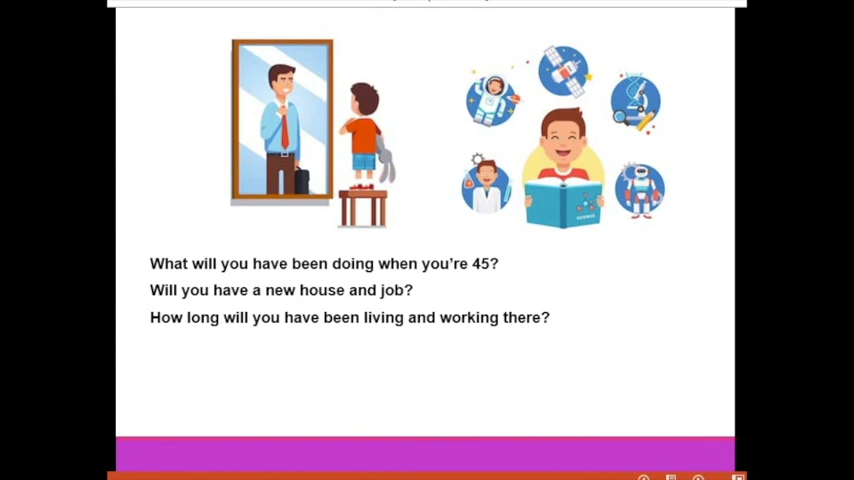 SCIENCE
What will you have been doing when you're 45?
Will you have a new house and job?
How long will you have been living and working there?